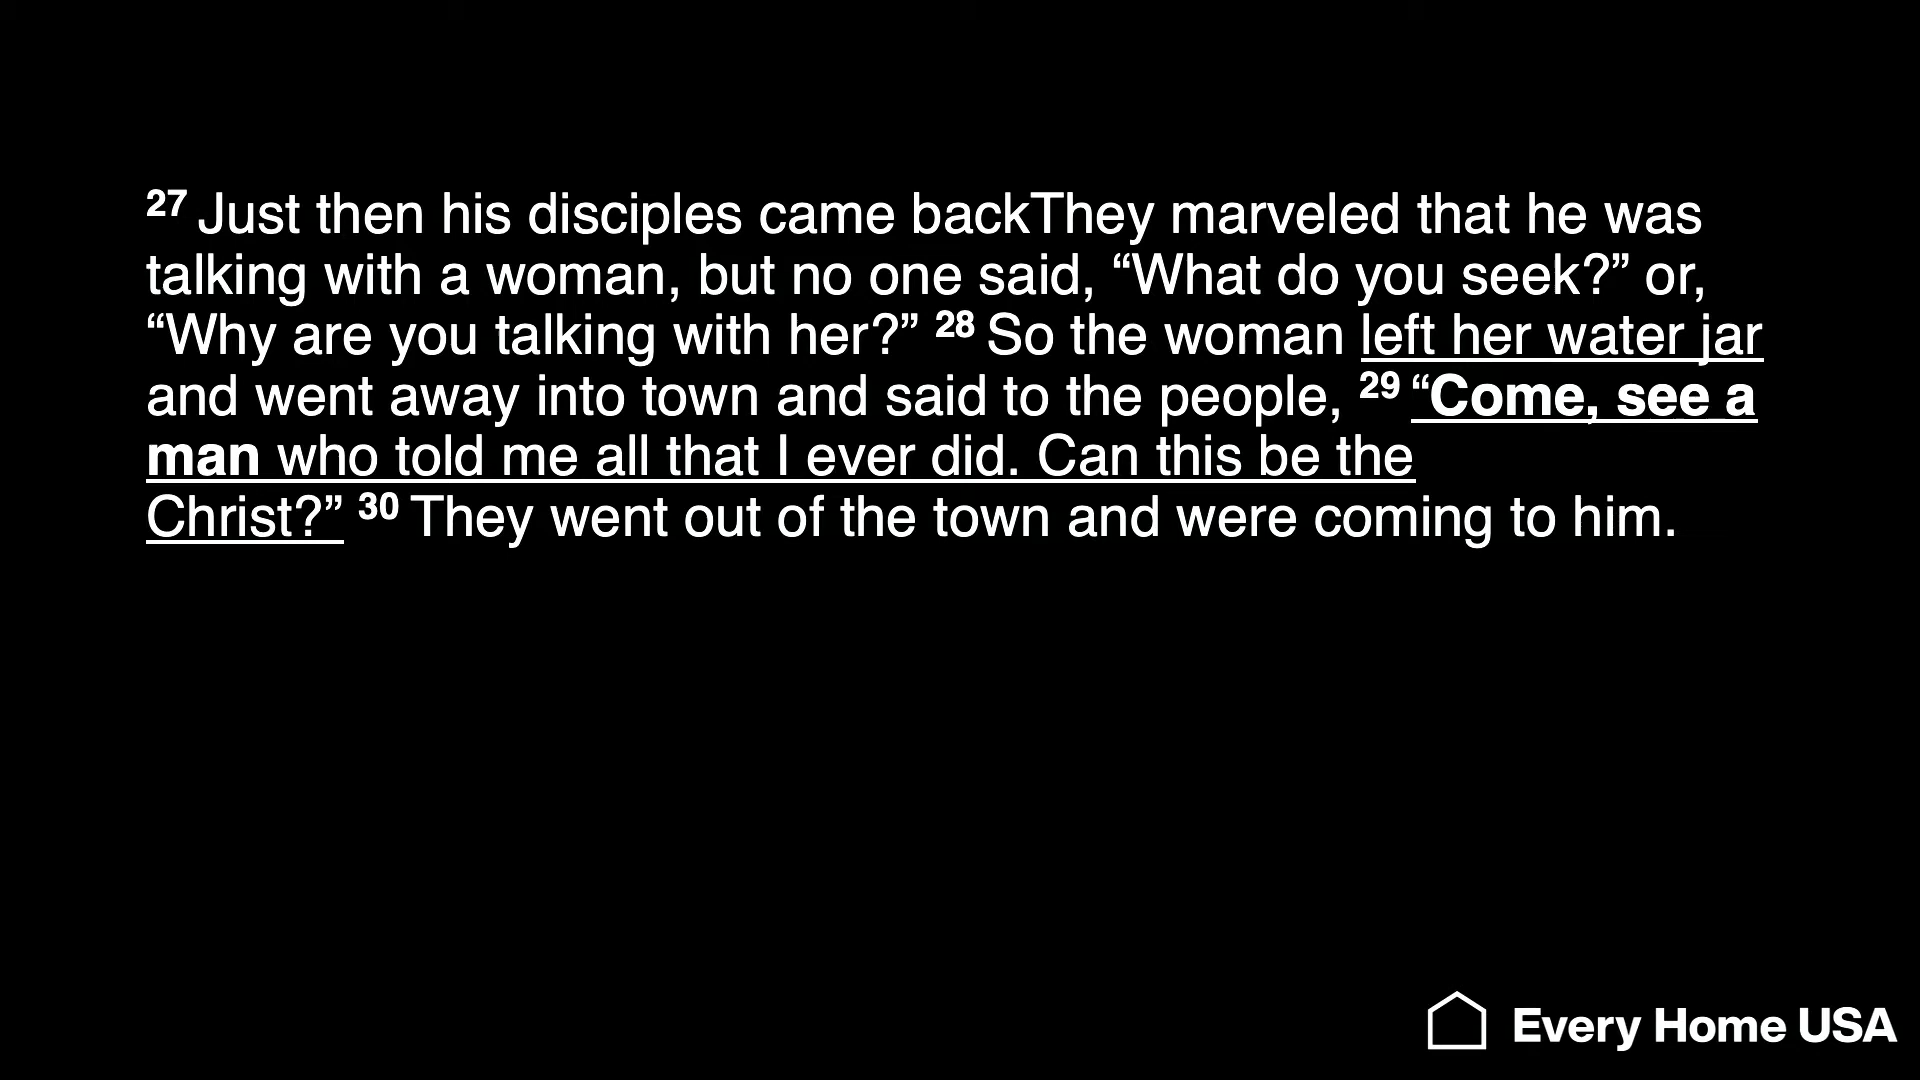 27 Just then his disciples came backThey marveled that he was
talking with a woman, but no one said, “What do you seek?” or,
“Why are you talking with her?” 28 So the woman left her water jar
and went away into town and said to the people, 29 “Come, see a
man who told me all that I ever did. Can this be the
Christ?” 30 They went out of the town and were coming to him.
Every Home USA